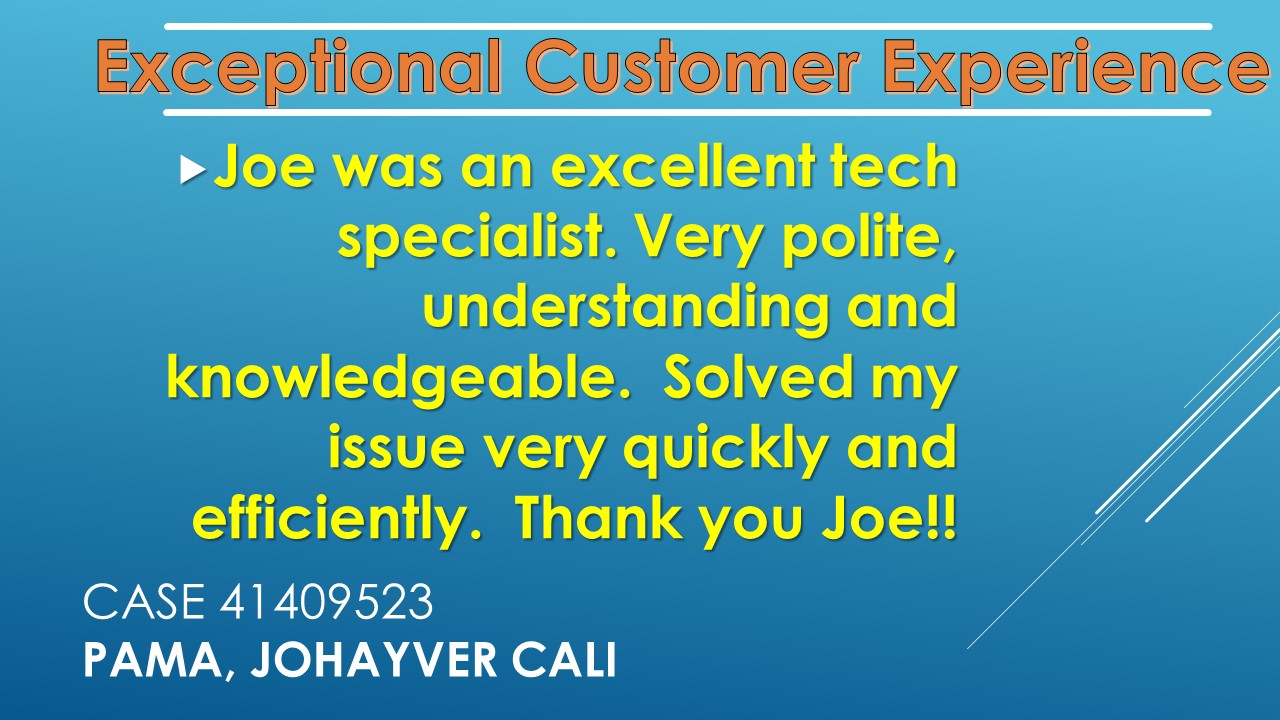 Exceptional Customer Experience
Joe was an excellent tech
specialist. Very polite,
understanding and
knowledgeable.  Solved my
issue very quickly and
efficiently.  Thank you Joe!!
CASE 41409523
PAMA, JOHAYVER CALI